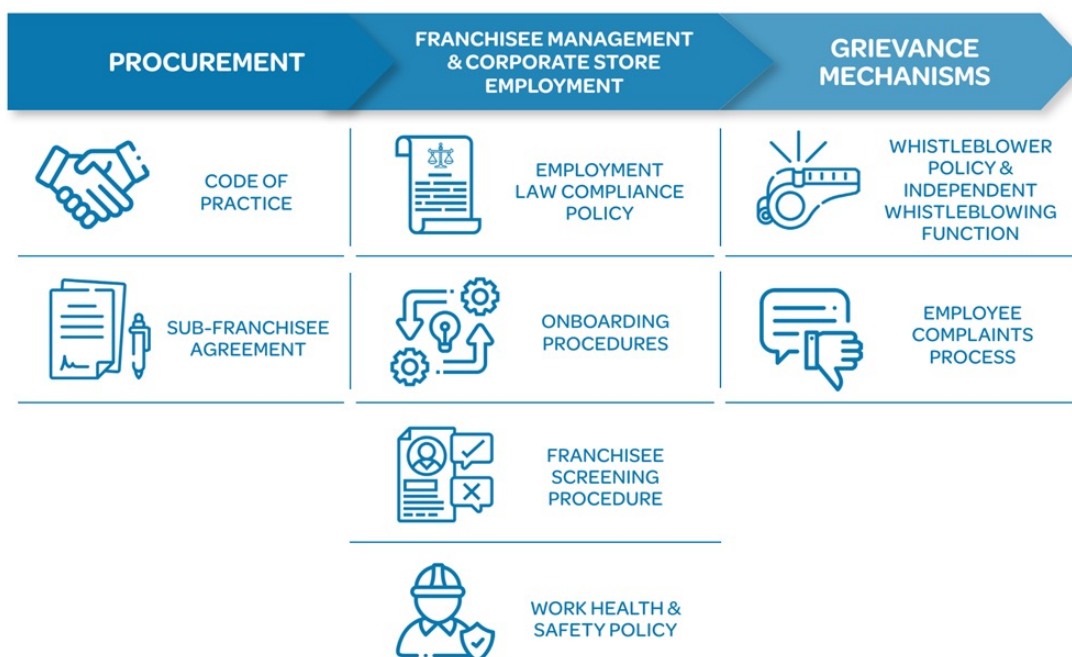 PROCUREMENT
FRANCHISEE MANAGEMENT
& CORPORATE STORE
EMPLOYMENT
GRIEVANCE
MECHANISMS
CODE OF
PRACTICE
EMPLOYMENT
LAW COMPLIANCE
POLICY
WHISTLEBLOWER
POLICY &
INDEPENDENT
WHISTLEBLOWING
FUNCTION
SUB-FRANCHISEE
AGREEMENT
ONBOARDING
PROCEDURES
EMPLOYEE
COMPLAINTS
PROCESS
FRANCHISEE
SCREENING
PROCEDURE
WORK HEALTH &
SAFETY POLICY